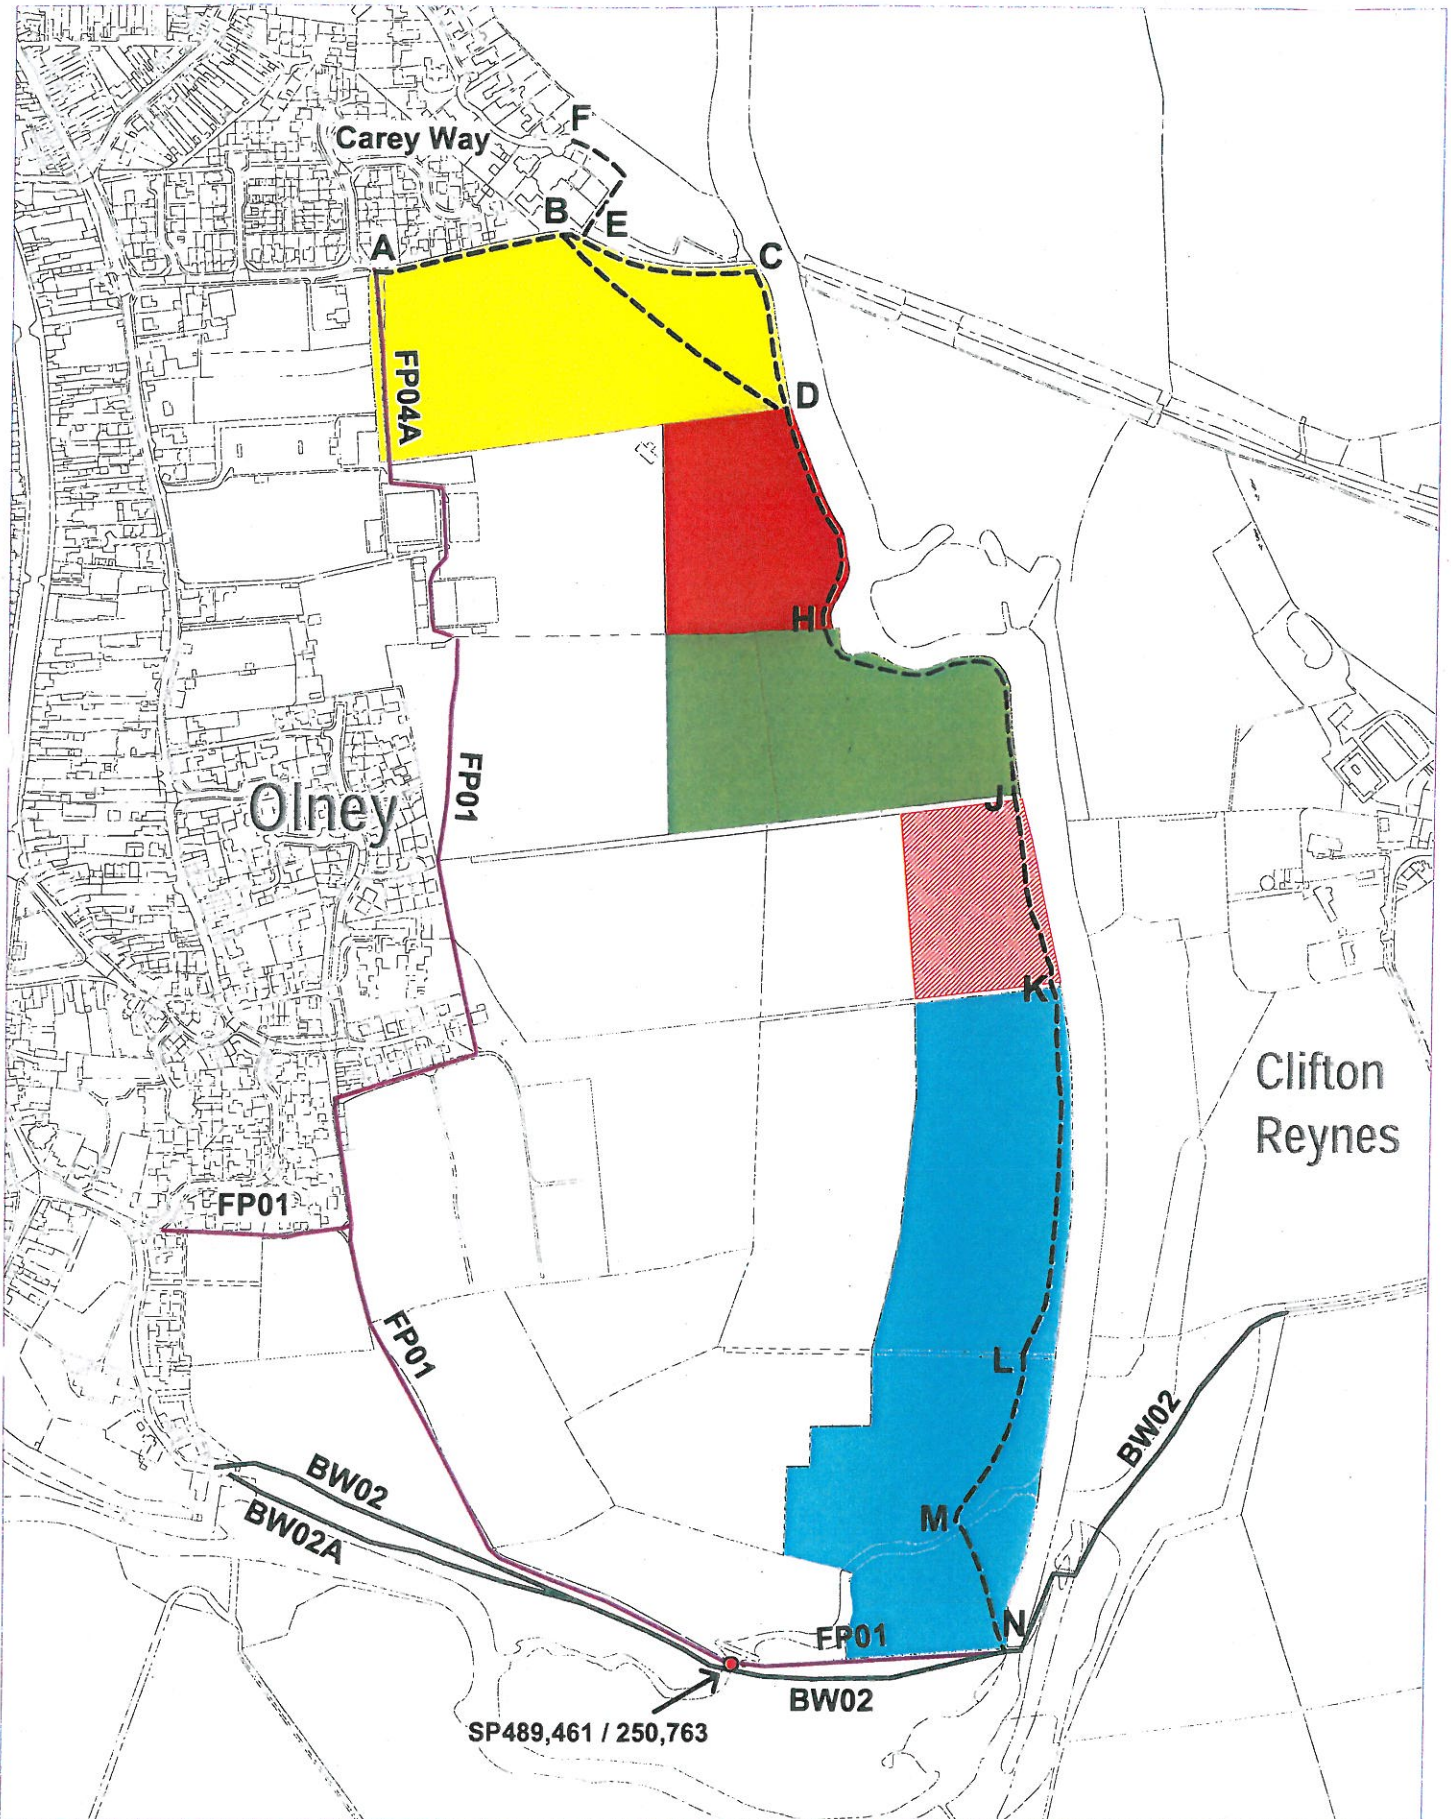 F
Carey Way
B
E
A
C
FP04A
D
H
FP01
Olney
J
K
Clifton
Reynes
FP01
FP01
L
BW02
BW02
BW02A
M
N
FP01
BW02
SP489,461 / 250,763